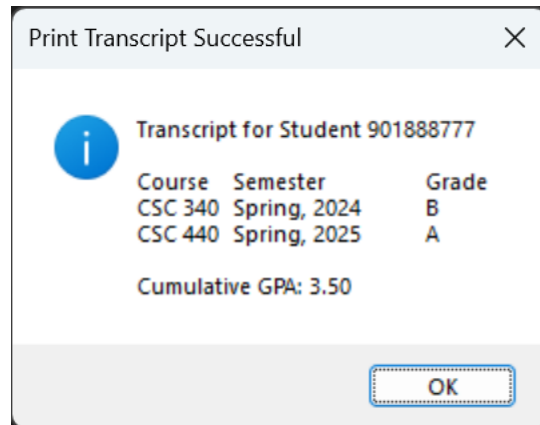 Print Transcript Successful
Transcript for Student 901888777
Course Semester Grade
CSC 340 Spring, 2024 B
CSC 440 Spring, 2025 A
Cumulative GPA: 3.50
OK